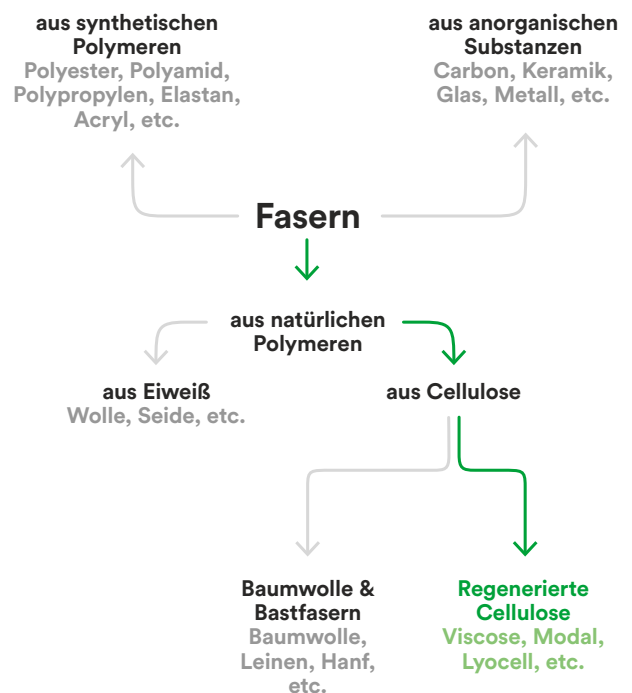 aus synthetischen
Polymeren
Polyester, Polyamid,
Polypropylen, Elastan,
Acryl, etc.
aus anorganischen
Substanzen
Carbon, Keramik,
Glas, Metall, etc.
Fasern
aus natürlichen
Polymeren
aus Eiweiß
Wolle, Seide, etc.
aus Cellulose
Baumwolle &
Bastfasern
Baumwolle,
Leinen, Hanf,
etc.
Regenerierte
Cellulose
Viscose, Modal,
Lyocell, etc.